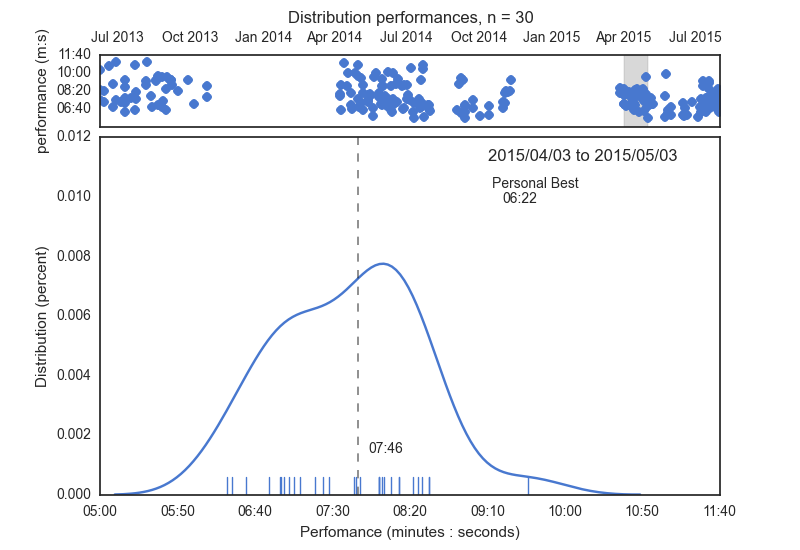 Distribution performances, n = 30
Jul 2013 Oct 2013 Jan 2014 Apr 2014 Jul 2014 Oct 2014 Jan 2015 Apr 2015 Jul 2015
performance (m:s)
11:40
10:00
08:20
06:40
0.012
2015/04/03 to 2015/05/03
Personal Best
0.010
06:22
0.008
Distribution (percent)
0.006
0.004
0.002
07:46
0.000
05:00 05:50 06:40 07:30 08:20 09:10 10:00 10:50 11:40
Perfomance (minutes : seconds)